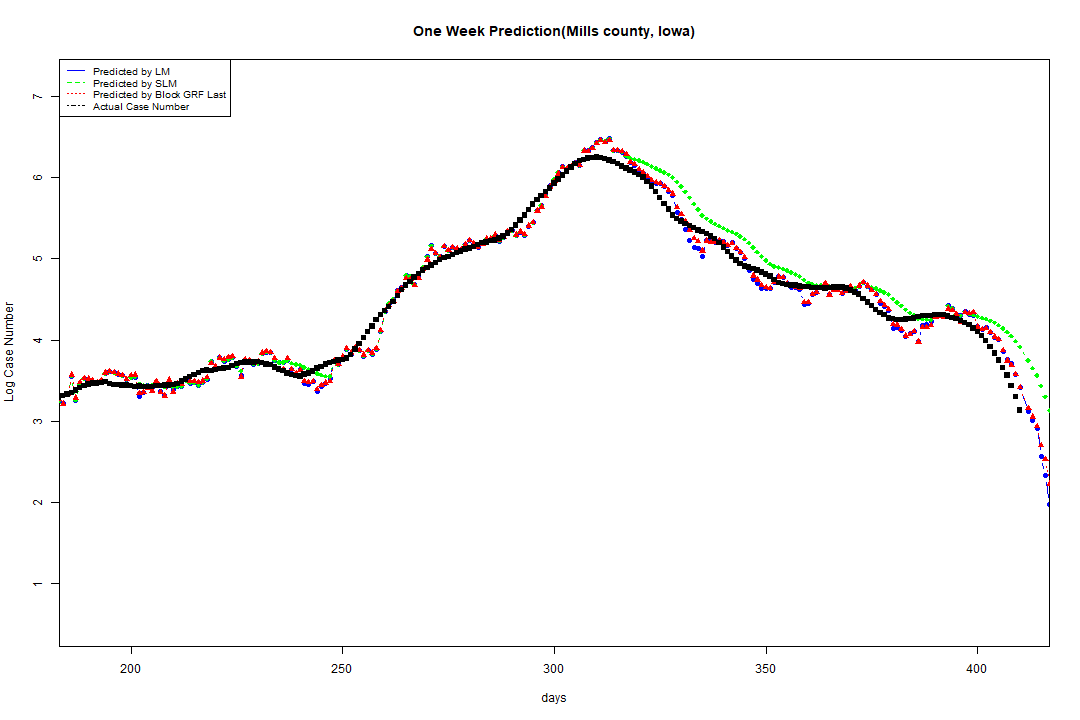 One Week Prediction(Mills county, Iowa)
Predicted by LM
Predicted by SLM
Predicted by Block GRF Last
Actual Case Number
7
6
5
4
3
2
1
Log Case Number
200 250 300 350 400
days